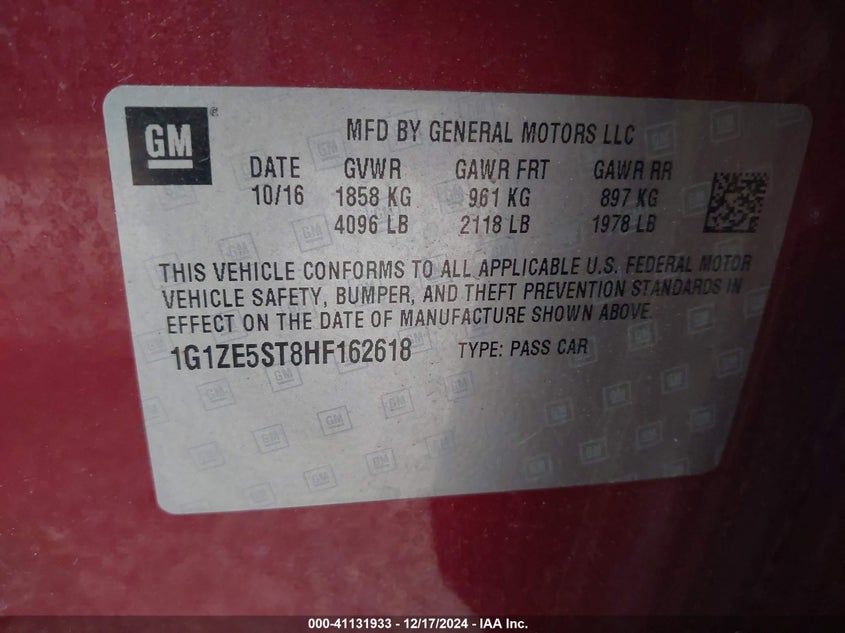 GM
MFD BY GENERAL MOTORS LLC
DATE GVWR GAWR FRT GAWR RR
10/16 1858 KG 961 KG 897 KG
4096 LB 2118 LB 1978 LB
THIS VEHICLE CONFORMS TO ALL APPLICABLE U.S. FEDERAL MOTOR
VEHICLE SAFETY, BUMPER, AND THEFT PREVENTION STANDARDS IN
EFFECT ON THE DATE OF MANUFACTURE SHOWN ABOVE.
1G1ZE5ST8HF162618 TYPE: PASS CAR
000-41131933 - 12/17/2024 - IAA Inc.